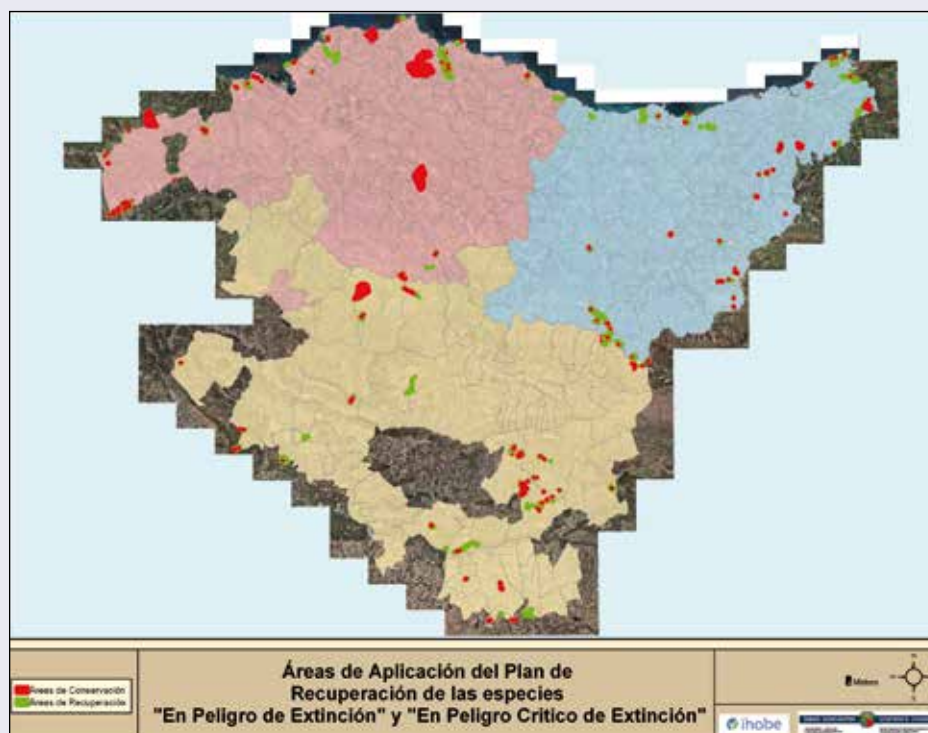 Áreas de Conservación
Áreas de Recuperación
Áreas de Aplicación del Plan de
Recuperación de las especies
"En Peligro de Extinción" y "En Peligro Critico de Extinción"
ihobe